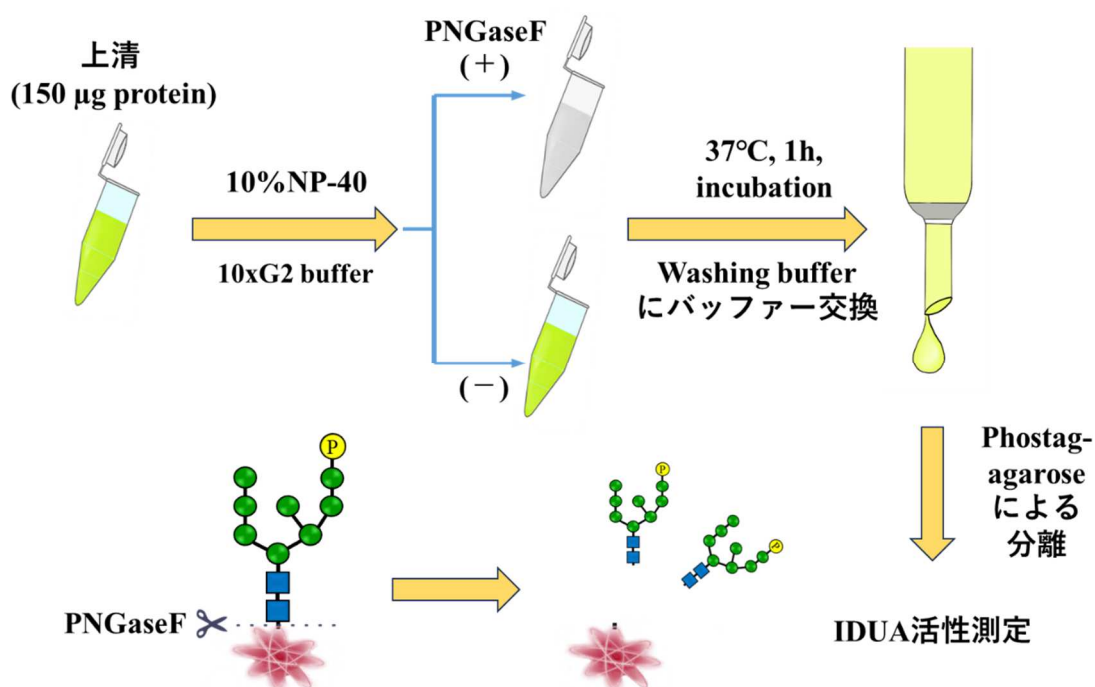 上清
(150 µg protein)
10%NP-40
10xG2 buffer
PNGaseF
(＋)
(－)
37℃, 1h,
incubation
Washing buffer
にバッファー交換
Phostag-
agarose
による
分離
IDUA活性測定
P
PNGaseF
P
P